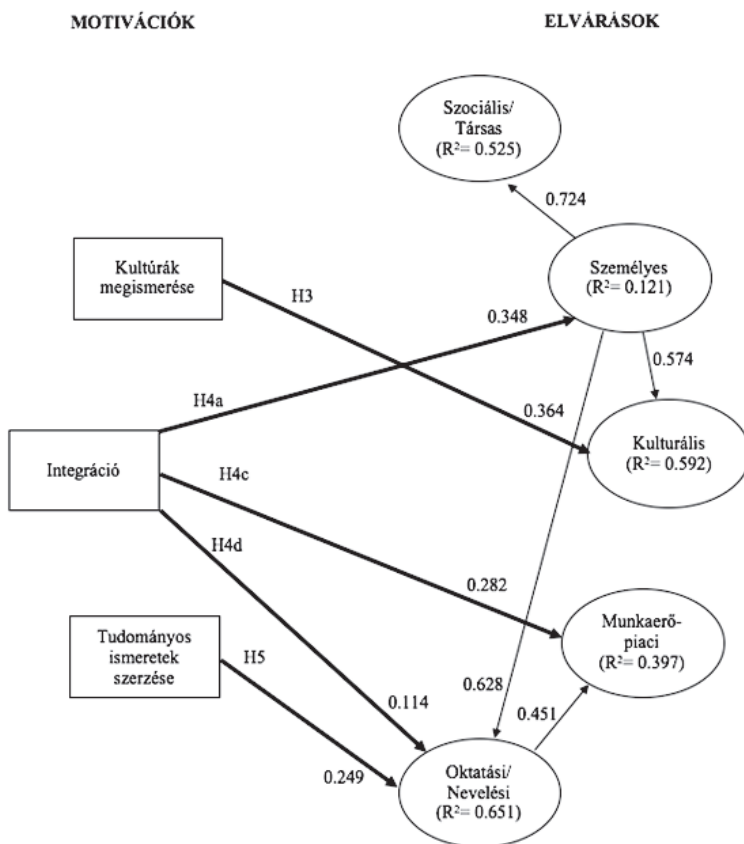 MOTIVÁCIÓK
ELVÁRÁSOK
Szociális/
Társas
(R²= 0.525)
0.724
Kultúrák
megismerése
Személyes
(R²= 0.121)
H3
0.348
0.574
H4a
0.364
Kulturális
(R²= 0.592)
Integráció
H4c
H4d
0.282
Munkaerő-
piaci
(R²= 0.397)
Tudományos
ismeretek
szerzése
H5
0.628
0.114
0.451
0.249
Oktatási/
Nevelési
(R²= 0.651)